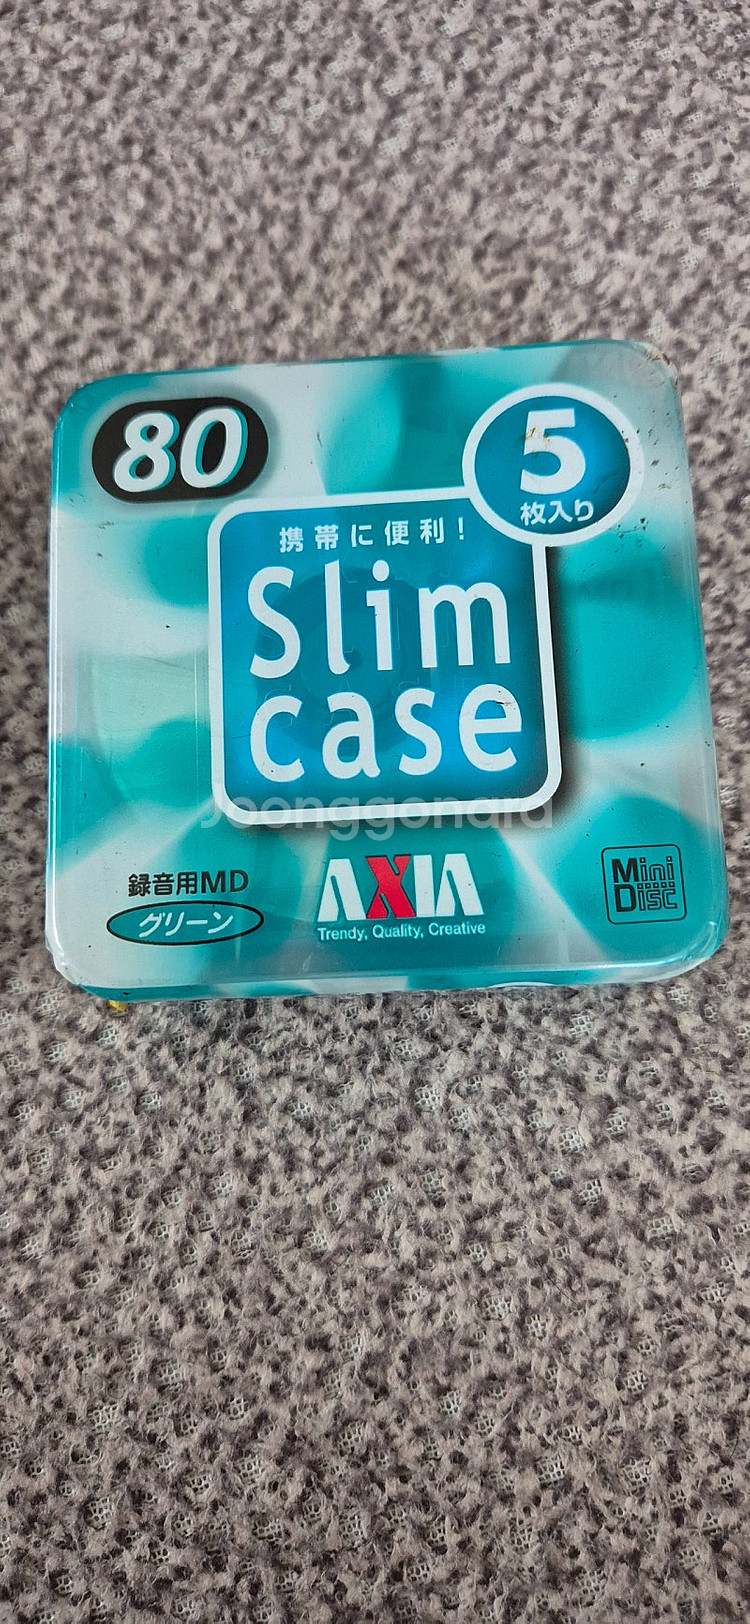 80
5
枚入り
携帯に便利!
Slim
case
Joonggonara
録音用MD
グリーン
AXIA
Trendy, Quality, Creative
Mini
Disc